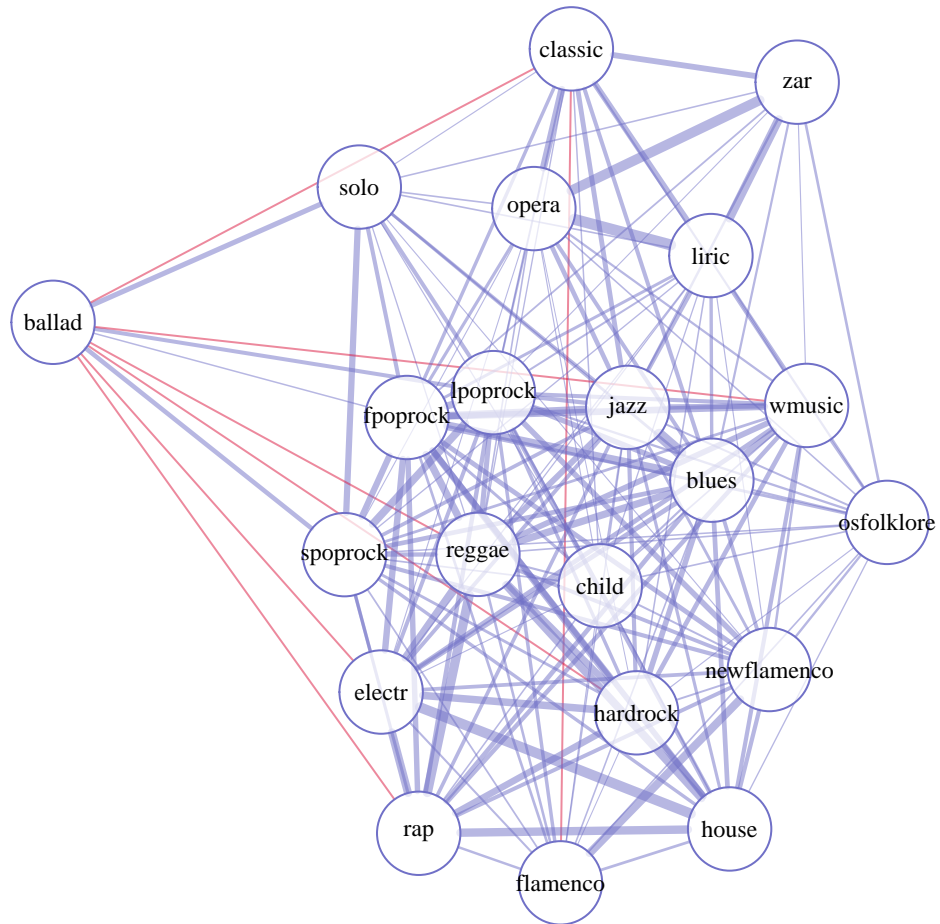 classic
zar
solo
opera
liric
ballad
lpoprock
fpoprock
jazz
wmusic
blues
osfolklore
spoprock
reggae
child
newflamenco
electr
hardrock
rap
house
flamenco